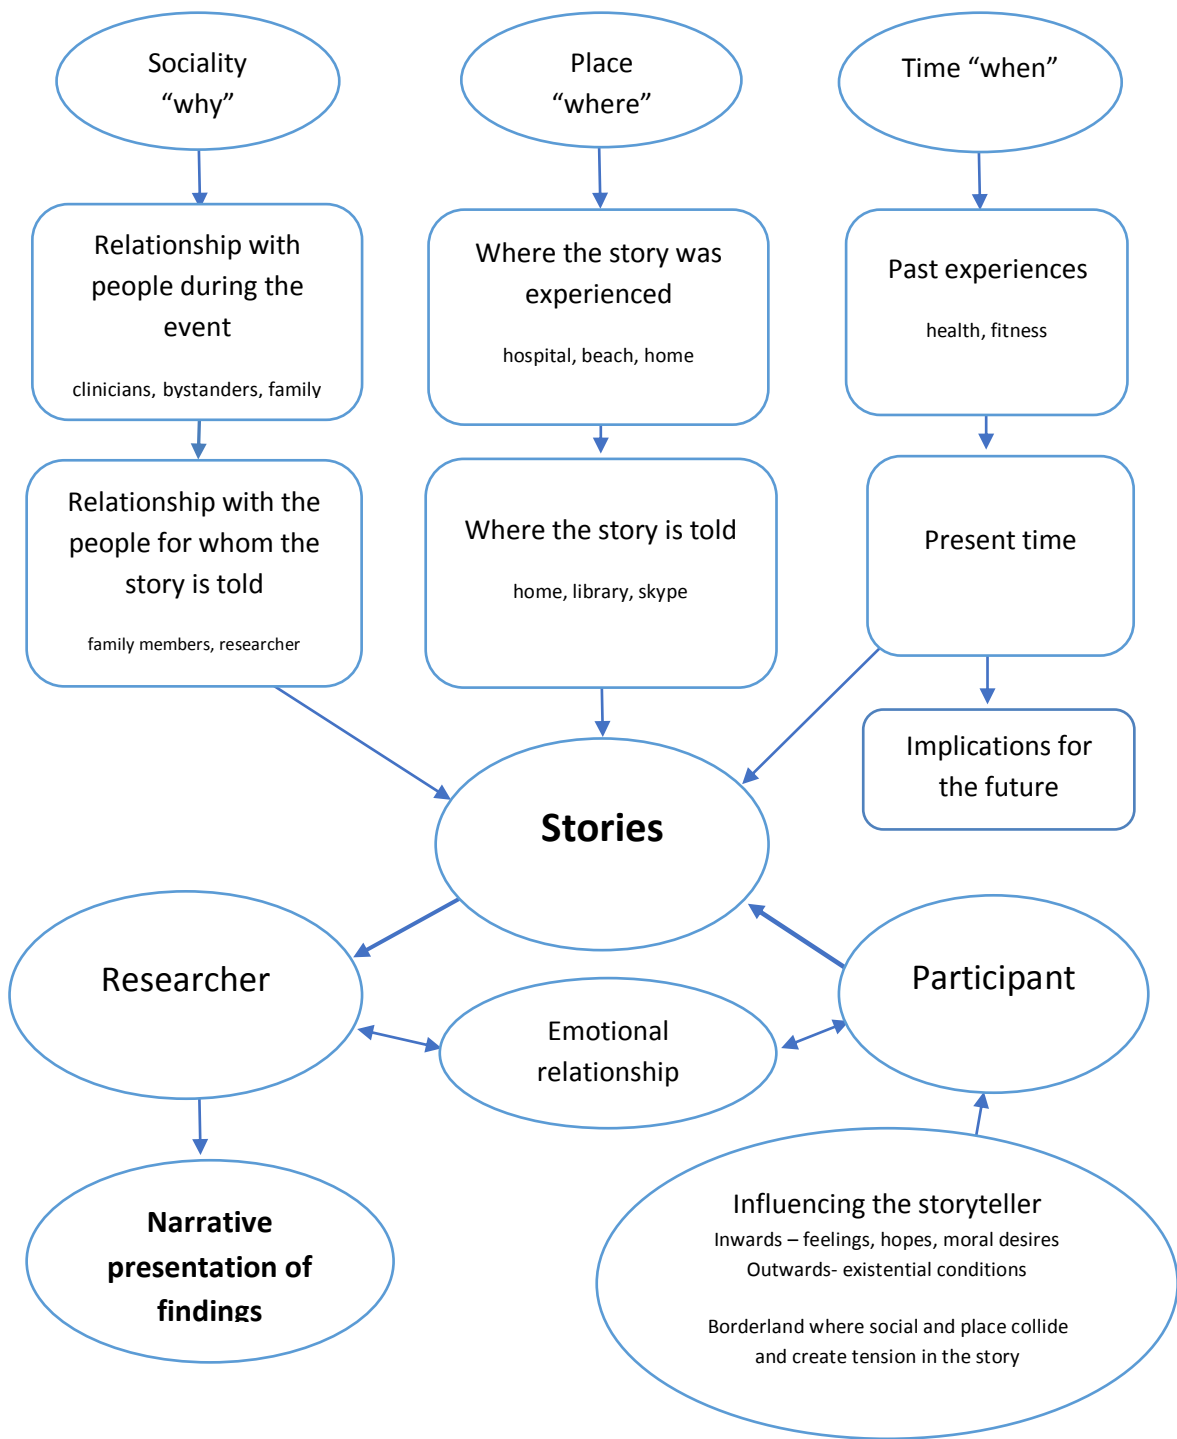 Sociality
“why”
Place
“where”
Time “when”
Relationship with
people during the
event
clinicians, bystanders, family
Where the story was
experienced
hospital, beach, home
Past experiences
health, fitness
Relationship with the
people for whom the
story is told
family members, researcher
Where the story is told
home, library, skype
Present time
Implications for
the future
Stories
Researcher
Participant
Emotional
relationship
Narrative
presentation of
findings
Influencing the storyteller
Inwards – feelings, hopes, moral desires
Outwards- existential conditions
Borderland where social and place collide
and create tension in the story